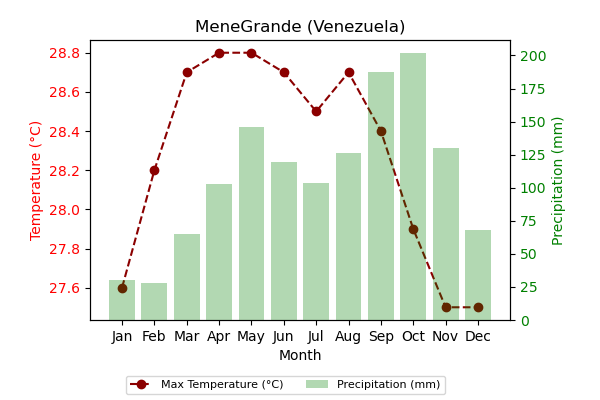 MeneGrande (Venezuela)
28.8
28.6
28.4
28.2
28.0
27.8
27.6
Temperature (°C)
200
175
150
125
100
75
50
25
0
Precipitation (mm)
Jan Feb Mar Apr May Jun Jul Aug Sep Oct Nov Dec
Month
Max Temperature (°C) Precipitation (mm)